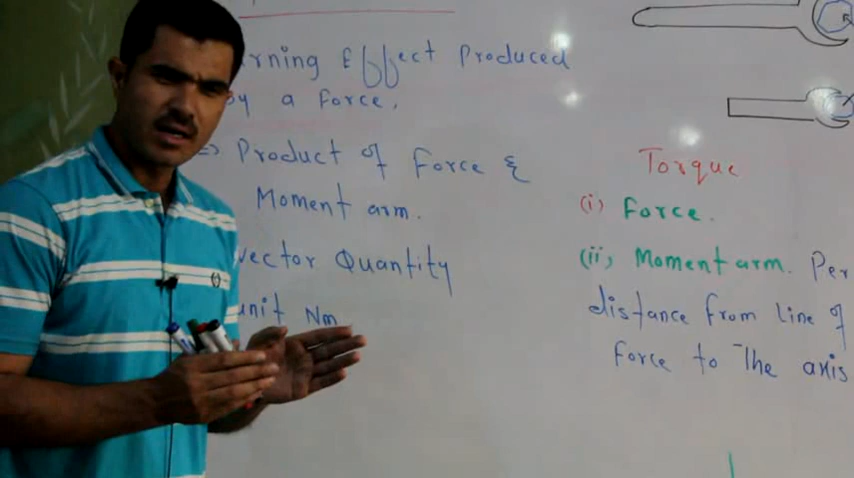 rning Effect Produced
by a force.
=> Product of Force &
Moment arm.
vector Quantity
unit Nm
Torque
(i) Force.
(ii) Moment arm. Per
distance from Line of
Force to The axis